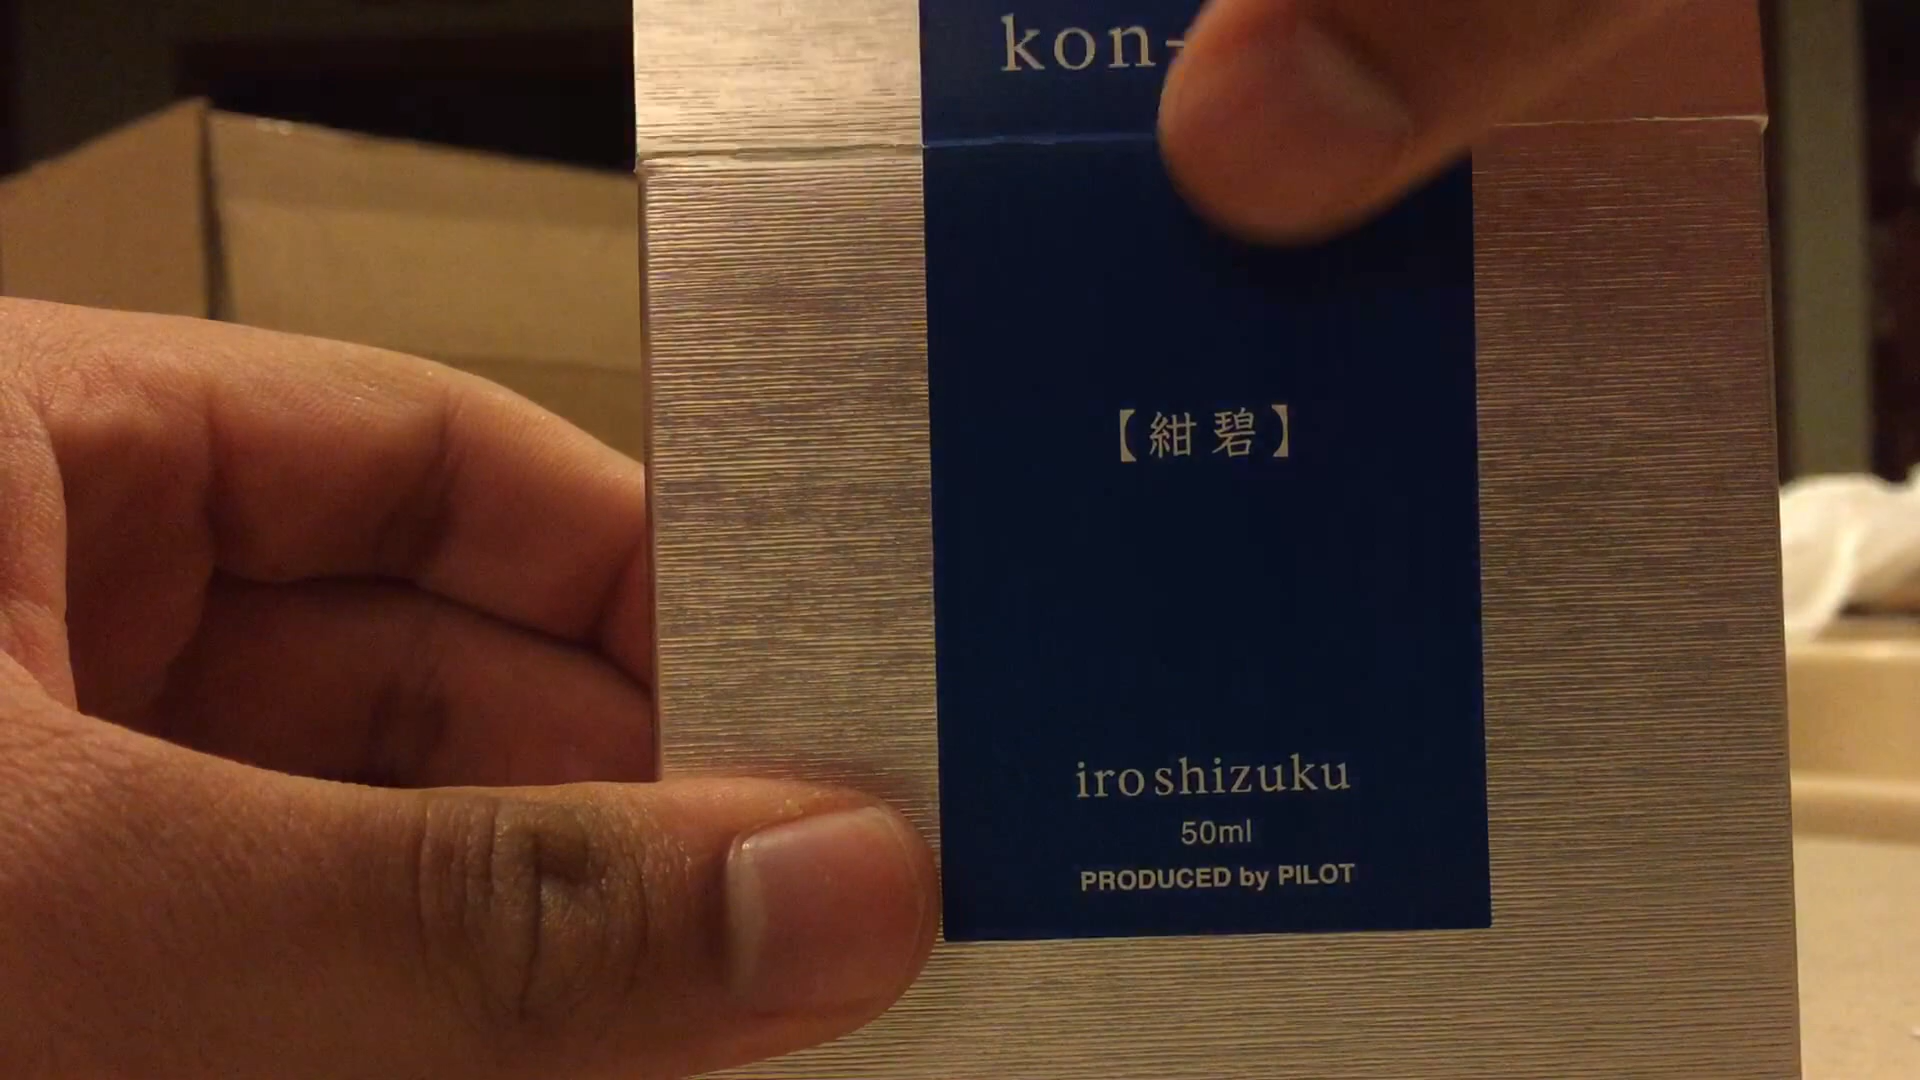 kon-
【紺碧】
iroshizuku
50ml
PRODUCED by PILOT